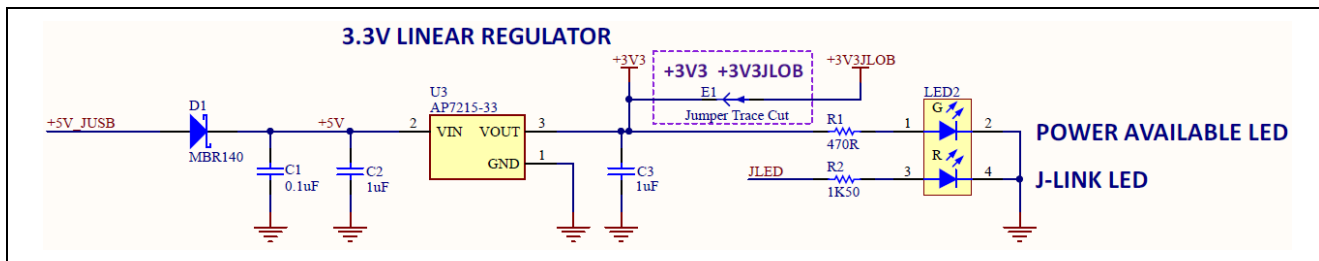 3.3V LINEAR REGULATOR
+3V3
+3V3 +3V3JLOB
+3V3JLOB
E1
Jumper Trace Cut
D1
MBR140
+5V_JUSB
+5V
U3
AP7215-33
2
VIN
VOUT
3
GND
1
C1
0.1uF
C2
1uF
C3
1uF
R1
470R
JLED
R2
1K50
LED2
G
1
2
R
3
4
POWER AVAILABLE LED
J-LINK LED